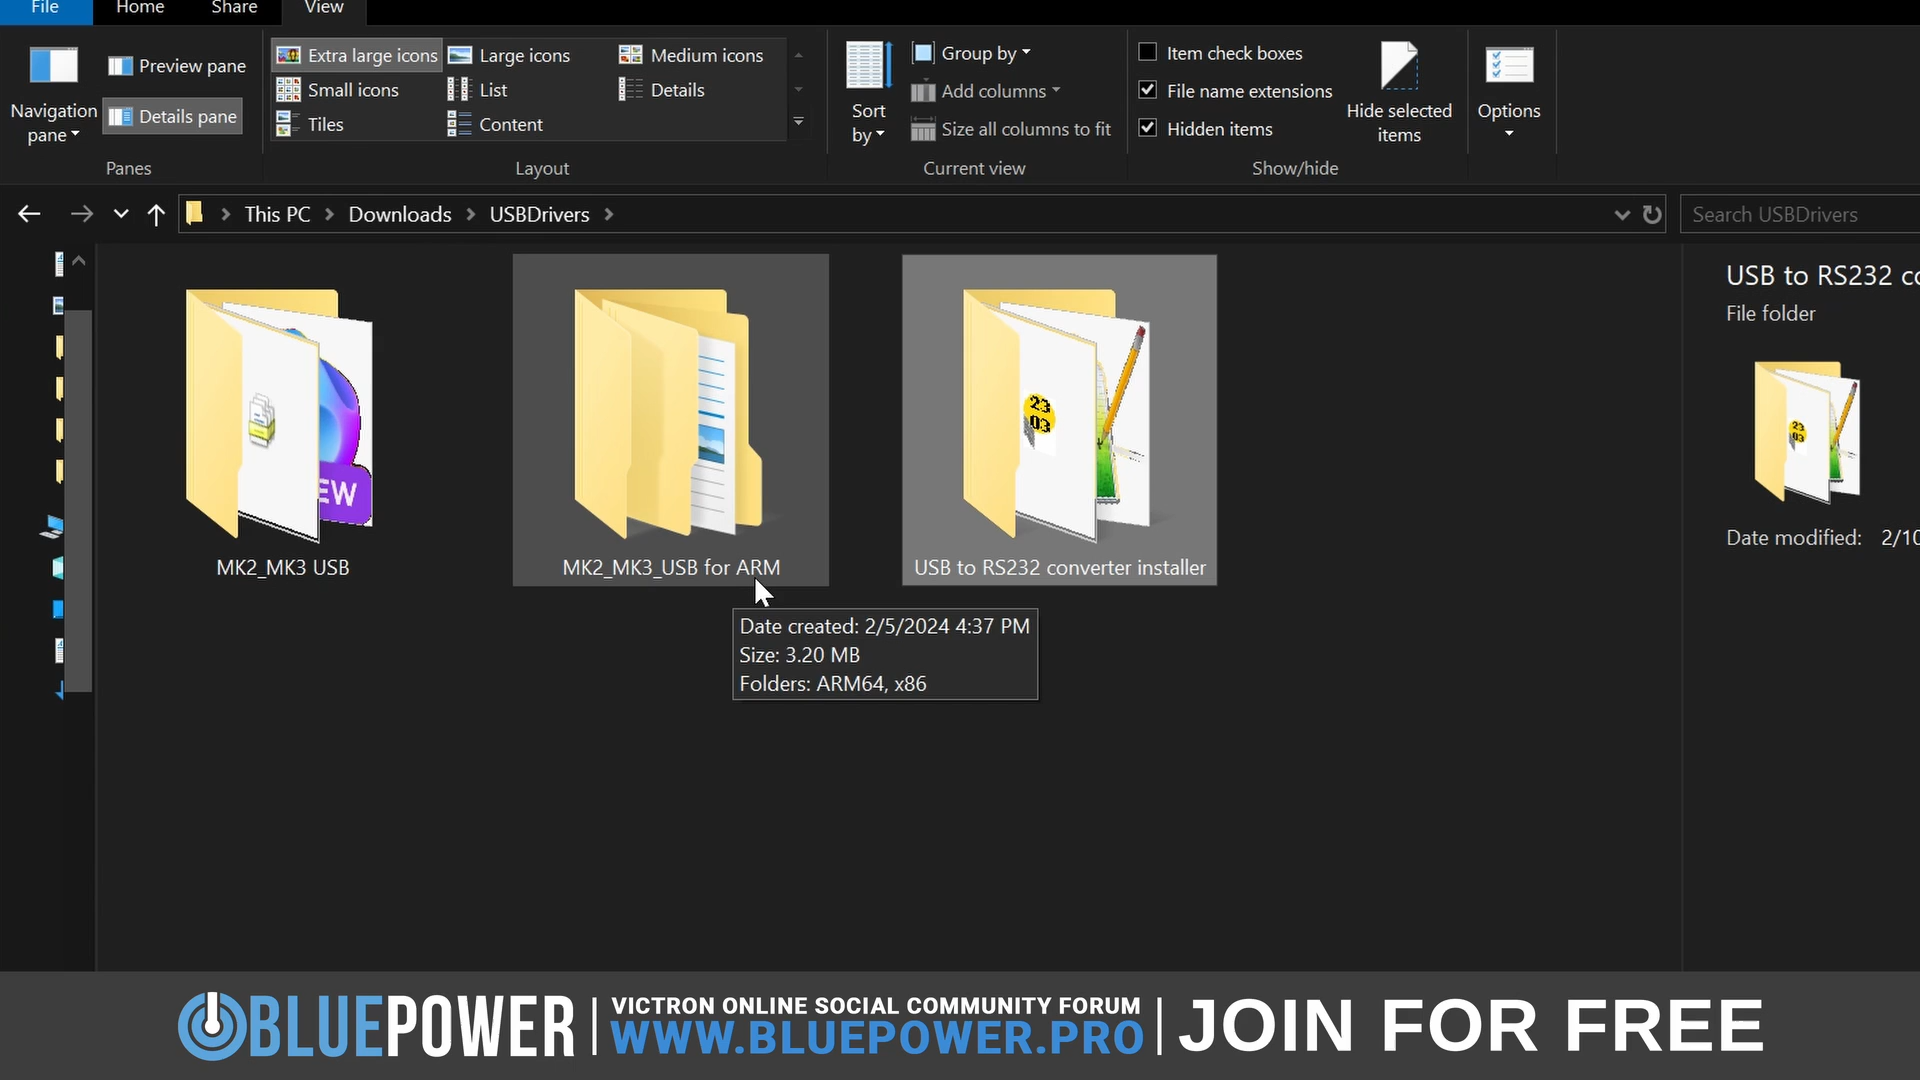 File Home Share View
Navigation pane
Preview pane
Details pane
Panes
Extra large icons Large icons Medium icons
Small icons List Details
Tiles Content
Layout
Sort by
Group by
Add columns
Size all columns to fit
Current view
Item check boxes
File name extensions
Hidden items
Hide selected items
Show/hide
Options
This PC Downloads USBDrivers
Search USBDrivers
MK2_MK3 USB
MK2_MK3_USB for ARM
USB to RS232 converter installer
Date created: 2/5/2024 4:37 PM
Size: 3.20 MB
Folders: ARM64, x86
USB to RS232
File folder
Date modified: 2/10
BLUEPOWER
VICTRON ONLINE SOCIAL COMMUNITY FORUM
WWW.BLUEPOWER.PRO
JOIN FOR FREE